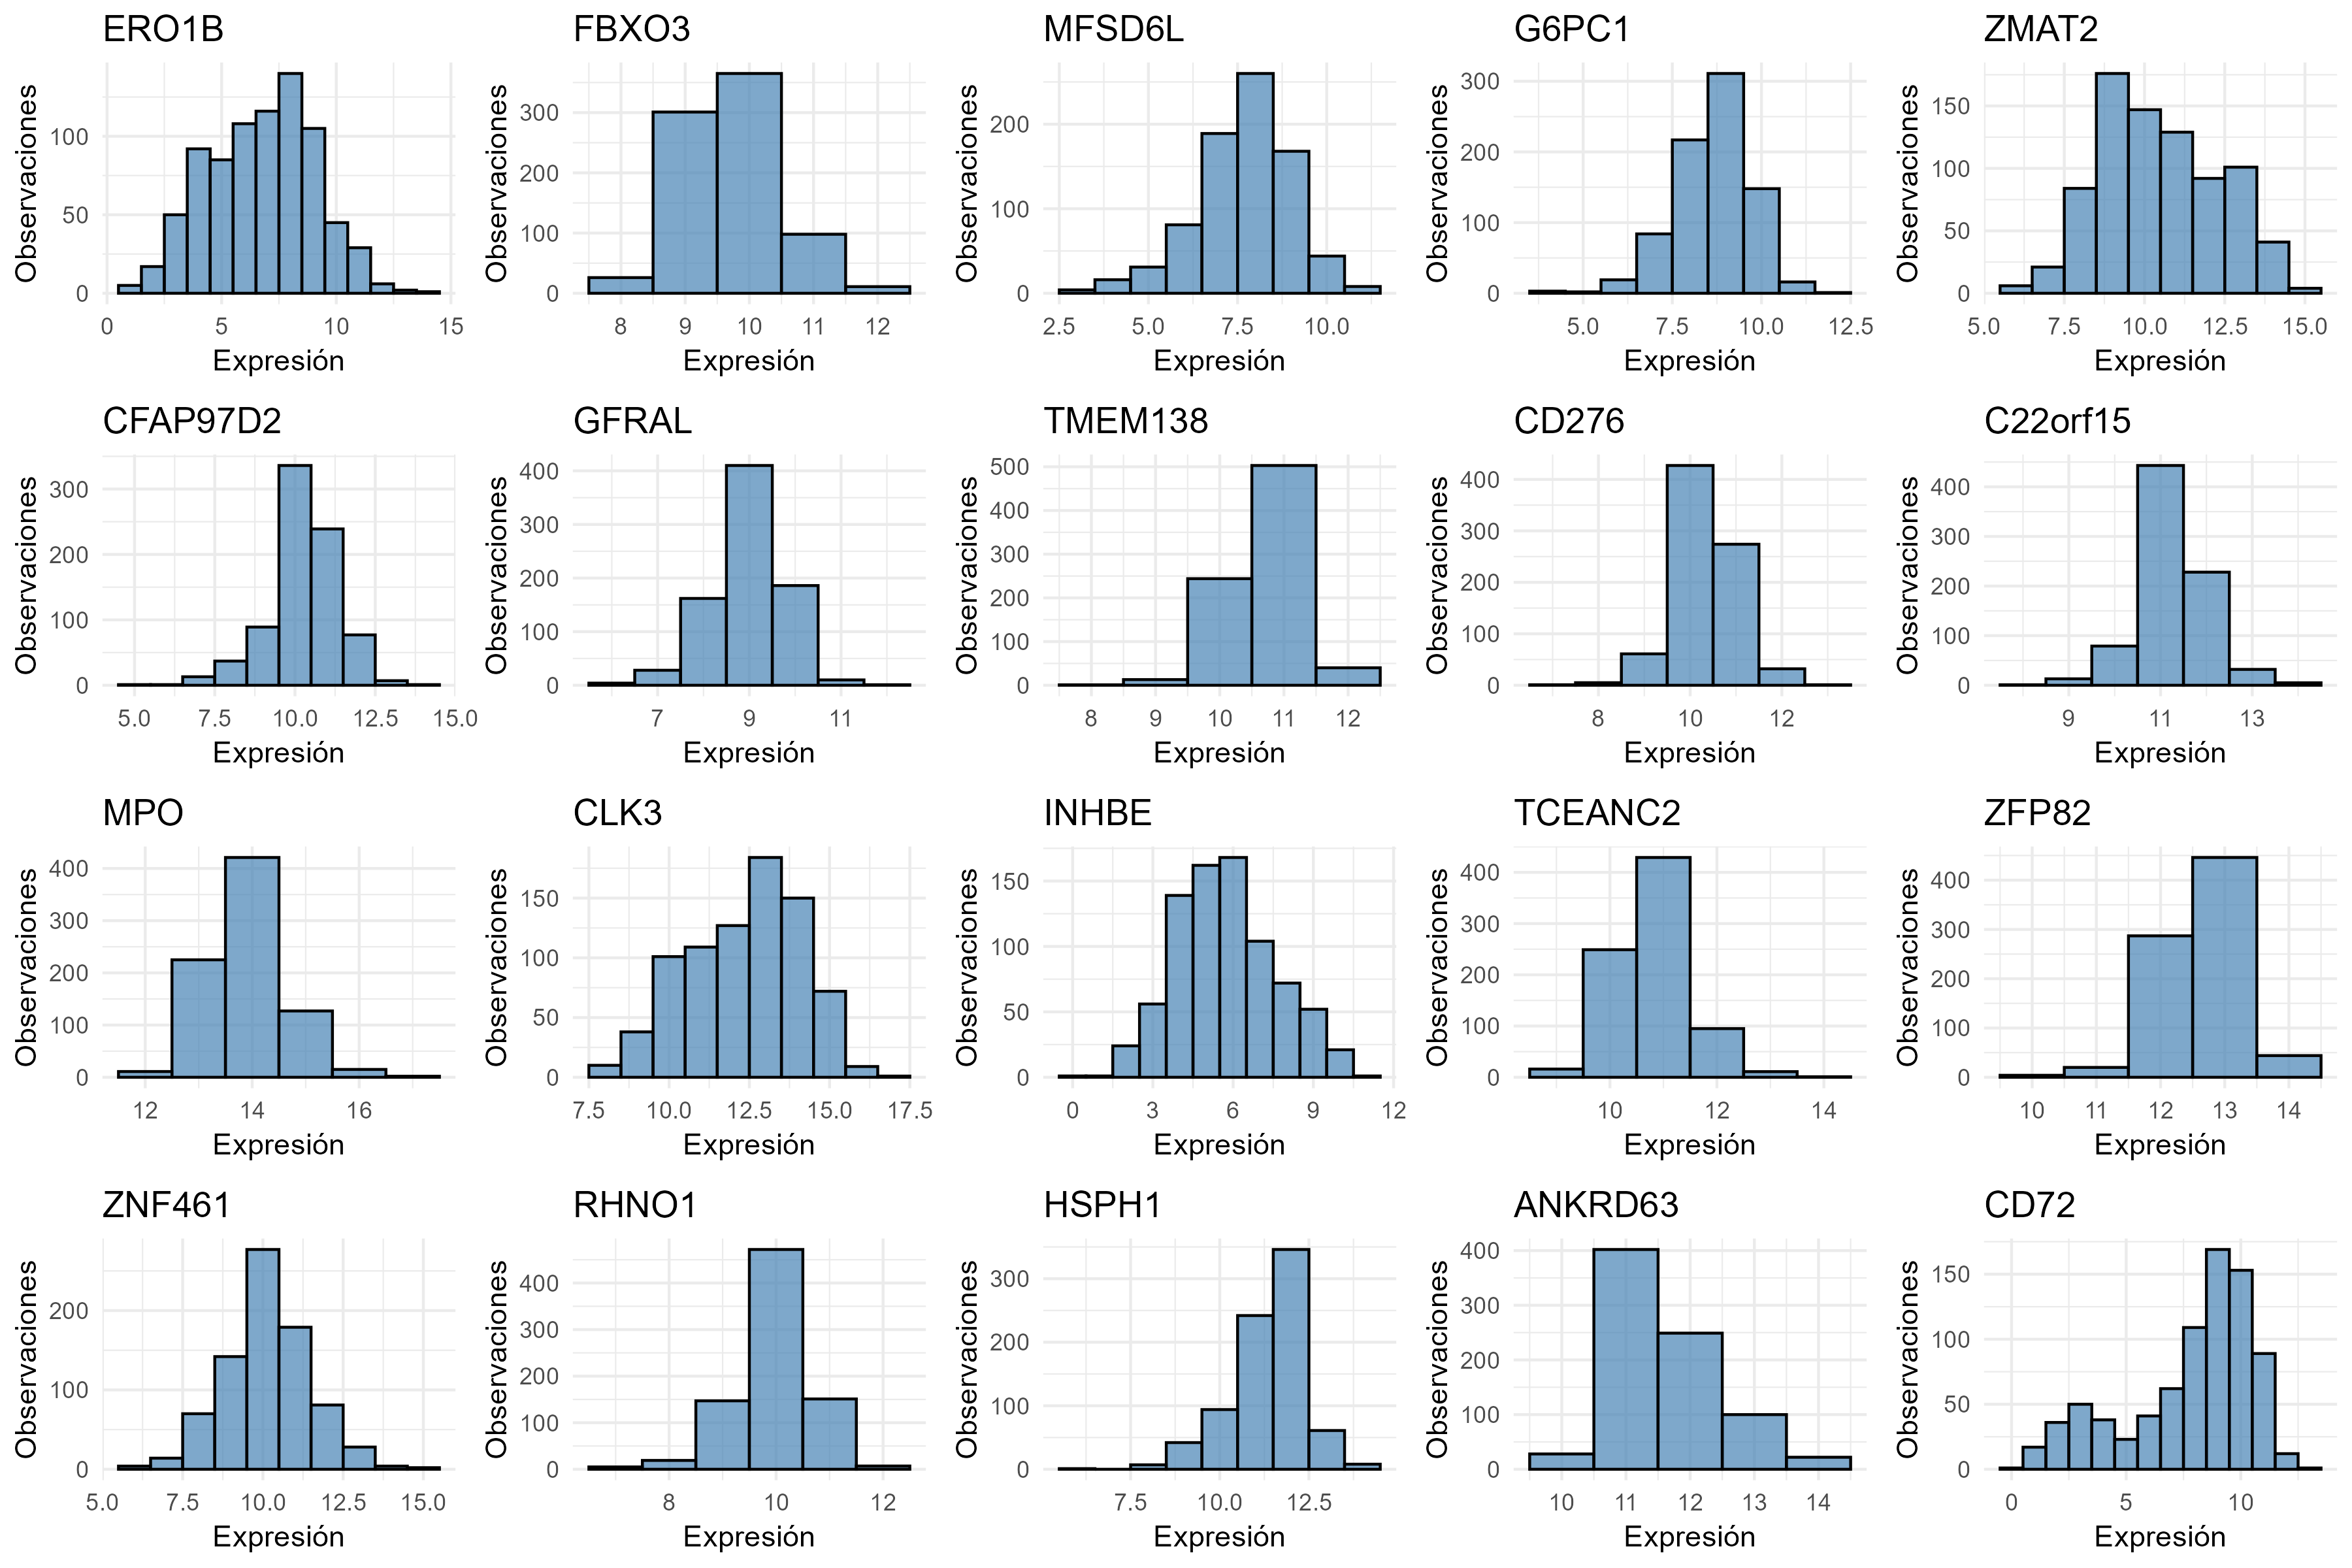 ERO1B FBXO3 MFSD6L G6PC1 ZMAT2
Observaciones Observaciones Observaciones Observaciones Observaciones
100 300 200 300 150
50 200 100 200 100
0 100 0 100 50
0 0 0
0 5 10 15 8 9 10 11 12 2.5 5.0 7.5 10.0 5.0 7.5 10.0 12.5 5.0 7.5 10.0 12.5 15.0
Expresión Expresión Expresión Expresión Expresión
CFAP97D2 GFRAL TMEM138 CD276 C22orf15
Observaciones Observaciones Observaciones Observaciones Observaciones
300 400 500 400 400
200 300 400 300 300
100 200 300 200 200
0 100 200 100 100
0 100 0 0
0
5.0 7.5 10.0 12.5 15.0 7 9 11 8 9 10 11 12 8 10 12 9 11 13
Expresión Expresión Expresión Expresión Expresión
MPO CLK3 INHBE TCEANC2 ZFP82
Observaciones Observaciones Observaciones Observaciones Observaciones
400 150 150 400 400
300 100 100 300 300
200 50 50 200 200
100 0 0 100 100
0 0 0
12 14 16 7.5 10.0 12.5 15.0 17.5 0 3 6 9 12 10 12 14 10 11 12 13 14
Expresión Expresión Expresión Expresión Expresión
ZNF461 RHNO1 HSPH1 ANKRD63 CD72
Observaciones Observaciones Observaciones Observaciones Observaciones
200 400 300 400 150
100 300 200 300 100
0 200 100 200 50
100 0 100 0
0 0
5.0 7.5 10.0 12.5 15.0 8 10 12 7.5 10.0 12.5 10 11 12 13 14 0 5 10
Expresión Expresión Expresión Expresión Expresión